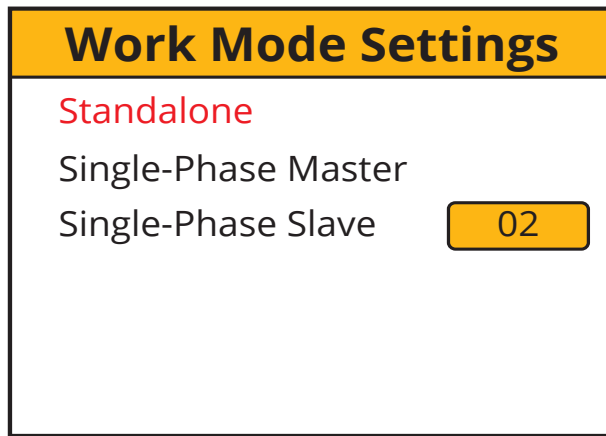 Work Mode Settings
Standalone
Single-Phase Master
Single-Phase Slave 02